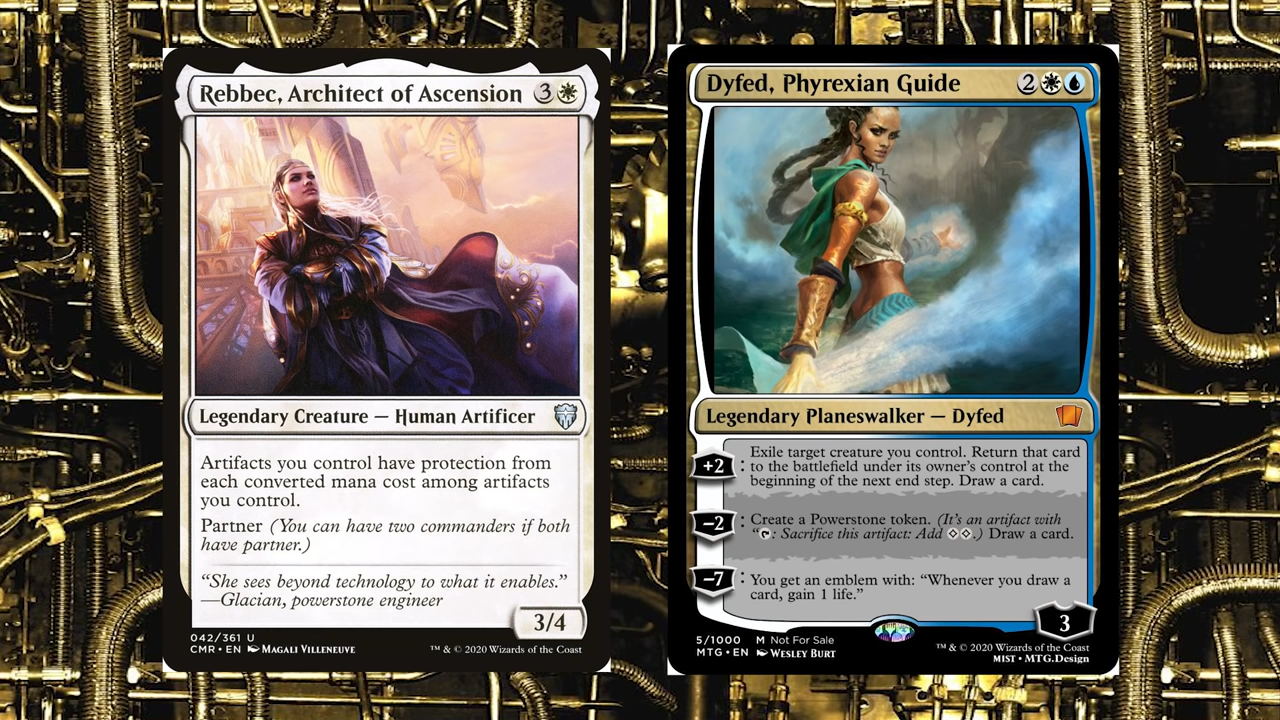 Rebbec, Architect of Ascension 3
Legendary Creature — Human Artificer
Artifacts you control have protection from
each converted mana cost among artifacts
you control.
Partner (You can have two commanders if both
have partner.)
“She sees beyond technology to what it enables.”
—Glacian, powerstone engineer
3/4
042/361 U
CMR • EN Magali Villeneuve
™ & © 2020 Wizards of the Coast
Dyfed, Phyrexian Guide 2
Legendary Planeswalker — Dyfed
+2: Exile target creature you control. Return that card
to the battlefield under its owner’s control at the
beginning of the next end step. Draw a card.
−2: Create a Powerstone token. (It’s an artifact with
“: Sacrifice this artifact: Add .) Draw a card.
−7: You get an emblem with: “Whenever you draw a
card, gain 1 life.”
3
5/1000 M Not For Sale
MTG • EN Wesley Burt
™ & © 2020 Wizards of the Coast
MIST • MTG.Design